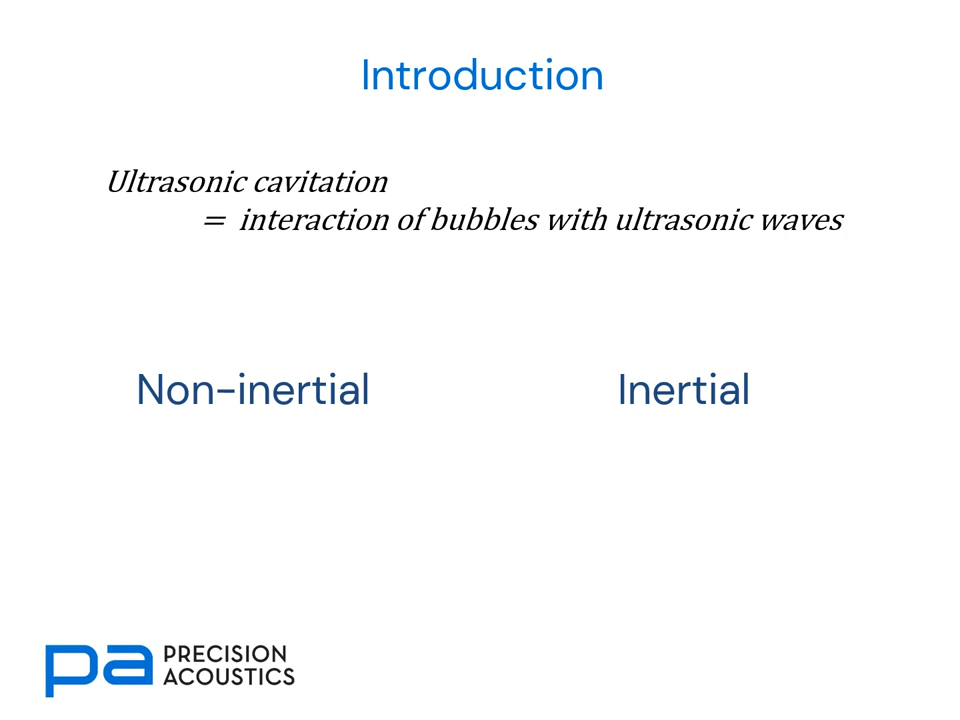 Introduction
Ultrasonic cavitation
= interaction of bubbles with ultrasonic waves
Non-inertial
Inertial
pa
PRECISION
ACOUSTICS